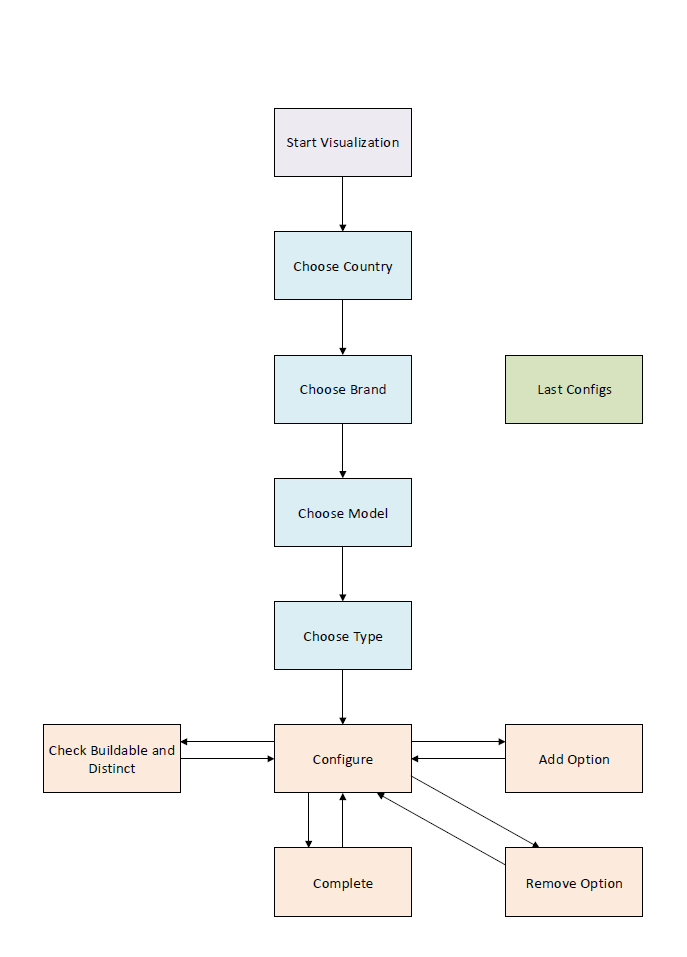 Start Visualization
Choose Country
Choose Brand
Last Configs
Choose Model
Choose Type
Check Buildable and
Distinct
Configure
Add Option
Complete
Remove Option